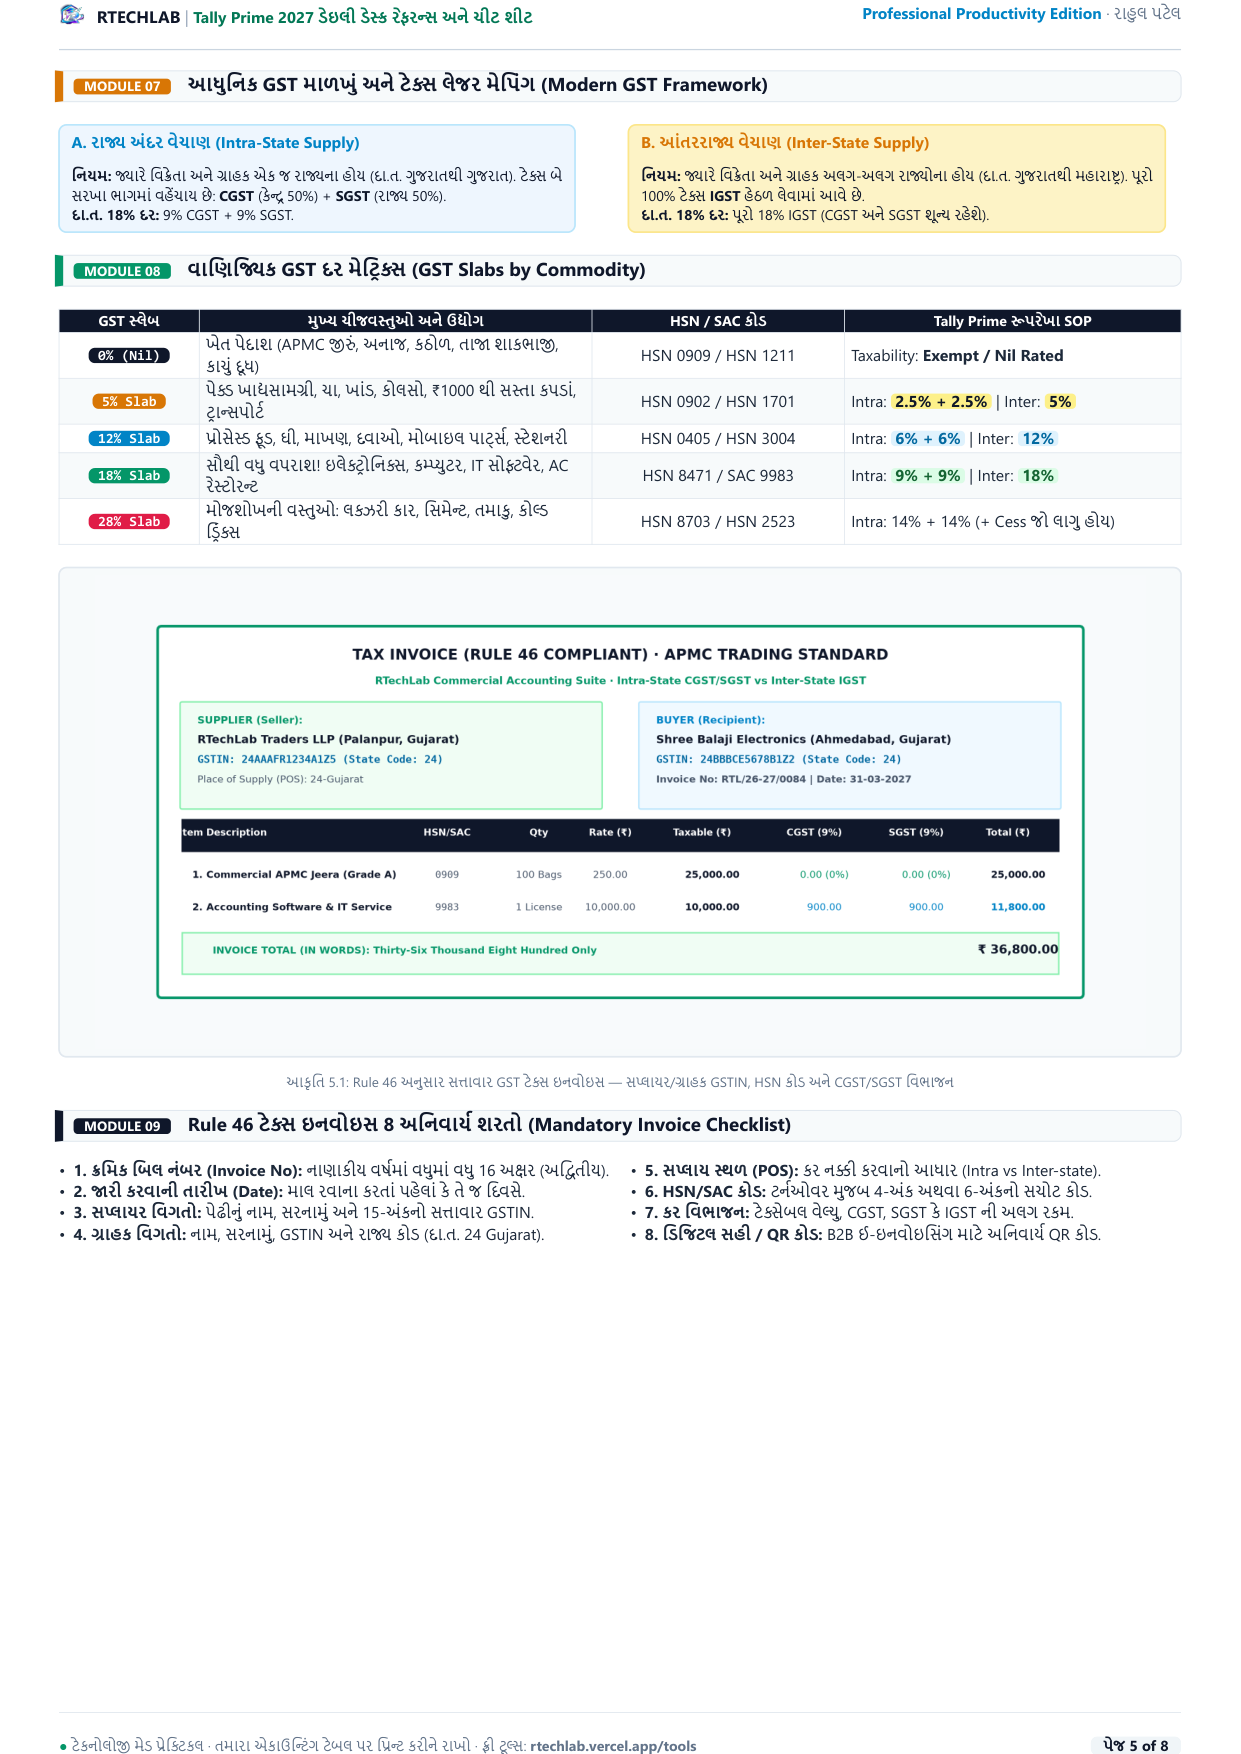 RTECHLAB | Tally Prime 2027 ડેઇલી ડેસ્ક રેફરન્સ અને ચીટ શીટ
Professional Productivity Edition · રાહુલ પટેલ
MODULE 07 આધુનિક GST માળખું અને ટેક્સ લેજર મેપિંગ (Modern GST Framework)
A. રાજ્ય અંદર વેચાણ (Intra-State Supply)
નિયમ: જ્યારે વિક્રેતા અને ગ્રાહક એક જ રાજ્યના હોય (દા.ત. ગુજરાતથી ગુજરાત). ટેક્સ બે
સરખા ભાગમાં વહેંચાય છે: CGST (કેન્દ્ર 50%) + SGST (રાજ્ય 50%).
દા.ત. 18% દર: 9% CGST + 9% SGST.
B. આંતરરાજ્ય વેચાણ (Inter-State Supply)
નિયમ: જ્યારે વિક્રેતા અને ગ્રાહક અલગ-અલગ રાજ્યોના હોય (દા.ત. ગુજરાતથી મહારાષ્ટ્ર). પૂરો
100% ટેક્સ IGST હેઠળ લેવામાં આવે છે.
દા.ત. 18% દર: પૂરો 18% IGST (CGST અને SGST શૂન્ય રહેશે).
MODULE 08 વાણિજ્યિક GST દર મેટ્રિક્સ (GST Slabs by Commodity)
GST સ્લેબ મુખ્ય ચીજવસ્તુઓ અને ઉદ્યોગ HSN / SAC કોડ Tally Prime રૂપરેખા SOP
0% (Nil) ખેત પેદાશ (APMC જીરું, અનાજ, કઠોળ, તાજા શાકભાજી, HSN 0909 / HSN 1211 Taxability: Exempt / Nil Rated
કાચું દૂધ)
5% Slab પેક્ડ ખાદ્યસામગ્રી, ચા, ખાંડ, કોલસો, ₹1000 થી સસ્તા કપડાં, HSN 0902 / HSN 1701 Intra: 2.5% + 2.5% | Inter: 5%
ટ્રાન્સપોર્ટ
12% Slab પ્રોસેસ્ડ ફૂડ, ઘી, માખણ, દવાઓ, મોબાઇલ પાર્ટ્સ, સ્ટેશનરી HSN 0405 / HSN 3004 Intra: 6% + 6% | Inter: 12%
18% Slab સૌથી વધુ વપરાશ! ઇલેક્ટ્રોનિક્સ, કમ્પ્યુટર, IT સોફ્ટવેર, AC HSN 8471 / SAC 9983 Intra: 9% + 9% | Inter: 18%
રેસ્ટોરન્ટ
28% Slab મોજશોખની વસ્તુઓ: લકઝરી કાર, સિમેન્ટ, તમાકુ, કોલ્ડ HSN 8703 / HSN 2523 Intra: 14% + 14% (+ Cess જો લાગુ હોય)
ડ્રિંક્સ
TAX INVOICE (RULE 46 COMPLIANT) · APMC TRADING STANDARD
RTechLab Commercial Accounting Suite · Intra-State CGST/SGST vs Inter-State IGST
SUPPLIER (Seller):
RTechLab Traders LLP (Palanpur, Gujarat)
GSTIN: 24AAAFR1234A1Z5 (State Code: 24)
Place of Supply (POS): 24-Gujarat
BUYER (Recipient):
Shree Balaji Electronics (Ahmedabad, Gujarat)
GSTIN: 24BBBCE5678B1Z2 (State Code: 24)
Invoice No: RTL/26-27/0084 | Date: 31-03-2027
tem Description HSN/SAC Qty Rate (₹) Taxable (₹) CGST (9%) SGST (9%) Total (₹)
1. Commercial APMC Jeera (Grade A) 0909 100 Bags 250.00 25,000.00 0.00 (0%) 0.00 (0%) 25,000.00
2. Accounting Software & IT Service 9983 1 License 10,000.00 10,000.00 900.00 900.00 11,800.00
INVOICE TOTAL (IN WORDS): Thirty-Six Thousand Eight Hundred Only ₹ 36,800.00
આકૃતિ 5.1: Rule 46 અનુસાર સત્તાવાર GST ટેક્સ ઇનવોઇસ — સપ્લાયર/ગ્રાહક GSTIN, HSN કોડ અને CGST/SGST વિભાજન
MODULE 09 Rule 46 ટેક્સ ઇનવોઇસ 8 અનિવાર્ય શરતો (Mandatory Invoice Checklist)
• 1. ક્રમિક બિલ નંબર (Invoice No): નાણાકીય વર્ષમાં વધુમાં વધુ 16 અક્ષર (અદ્વિતીય).
• 2. જારી કરવાની તારીખ (Date): માલ રવાના કરતાં પહેલાં કે તે જ દિવસે.
• 3. સપ્લાયર વિગતો: પેઢીનું નામ, સરનામું અને 15-અંકનો સત્તાવાર GSTIN.
• 4. ગ્રાહક વિગતો: નામ, સરનામું, GSTIN અને રાજ્ય કોડ (દા.ત. 24 Gujarat).
• 5. સપ્લાય સ્થળ (POS): કર નક્કી કરવાનો આધાર (Intra vs Inter-state).
• 6. HSN/SAC કોડ: ટર્નઓવર મુજબ 4-અંક અથવા 6-અંકનો સચોટ કોડ.
• 7. કર વિભાજન: ટેક્સેબલ વેલ્યુ, CGST, SGST કે IGST ની અલગ રકમ.
• 8. ડિજિટલ સહી / QR કોડ: B2B ઈ-ઇનવોઇસિંગ માટે અનિવાર્ય QR કોડ.
● ટેકનોલોજી મેડ પ્રેક્ટિકલ · તમારા એકાઉન્ટિંગ ટેબલ પર પ્રિન્ટ કરીને રાખો · ફ્રી ટૂલ્સ: rtechlab.vercel.app/tools
પેજ 5 of 8